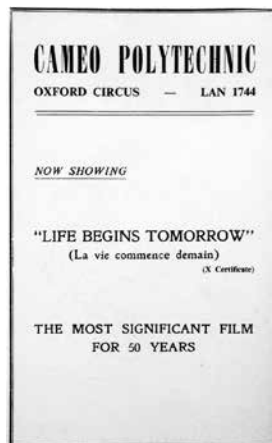 CAMEO POLYTECHNIC
OXFORD CIRCUS — LAN 1744
NOW SHOWING
"LIFE BEGINS TOMORROW"
(La vie commence demain)
(X Certificate)
THE MOST SIGNIFICANT FILM
FOR 50 YEARS